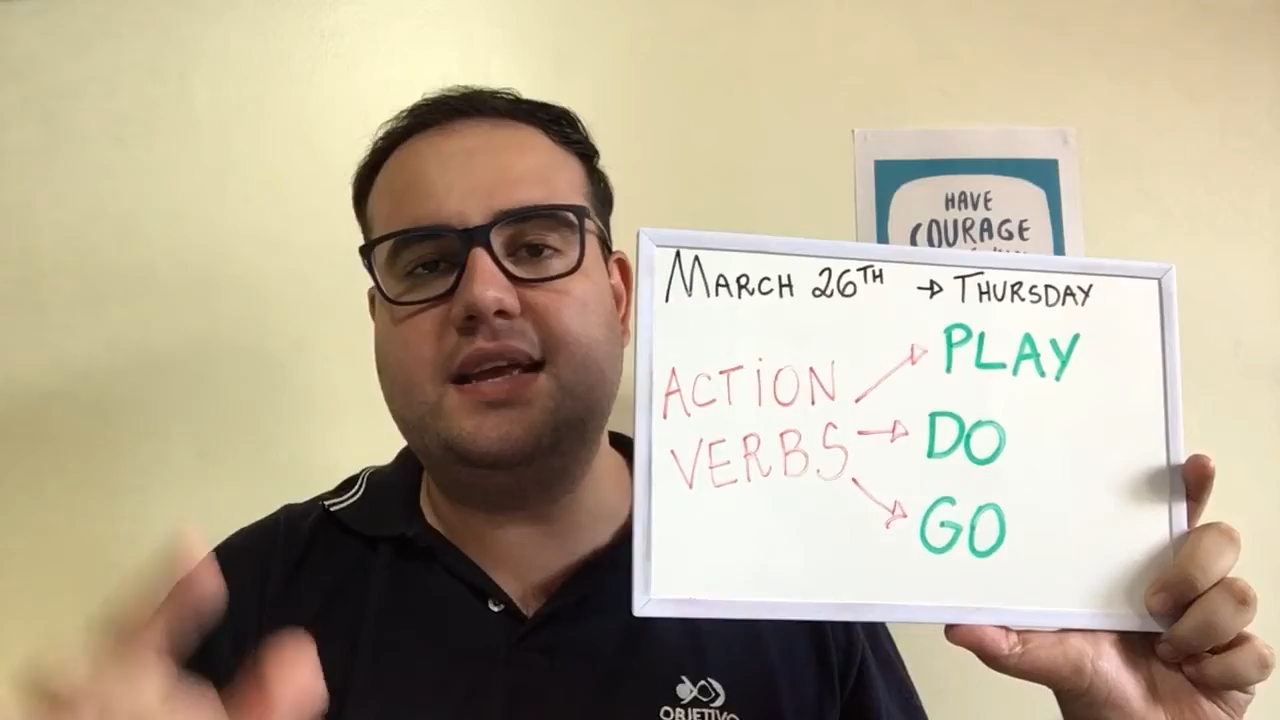 HAVE
COURAGE
MARCH 26TH → THURSDAY
ACTION
VERBS
PLAY
DO
GO
OBJETIVO